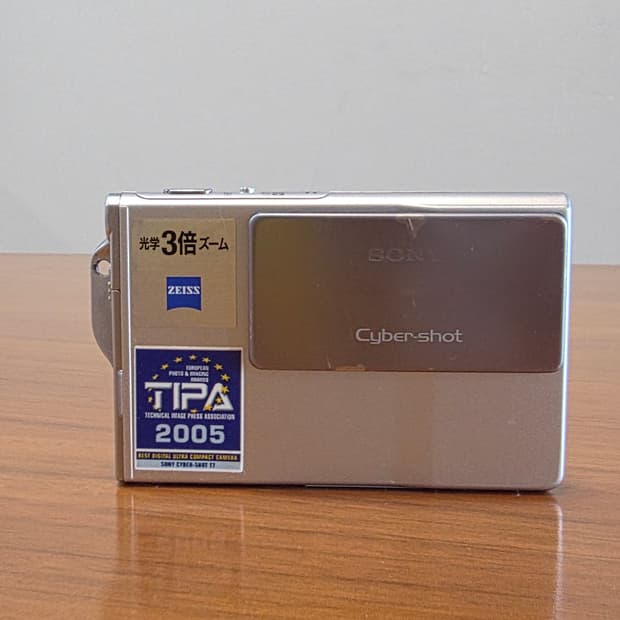 光学3倍ズーム
ZEISS
SONY
Cyber-shot
EUROPEAN
PHOTO & IMAGING
AWARDS
TIPA
TECHNICAL IMAGE PRESS ASSOCIATION
2005
BEST DIGITAL ULTRA COMPACT CAMERA
SONY CYBER-SHOT T7